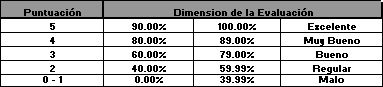 Puntuación Dimension de la Evaluación
5 90.00% 100.00% Excelente
4 80.00% 89.00% Muy Bueno
3 60.00% 79.00% Bueno
2 40.00% 59.99% Regular
0 - 1 0.00% 39.99% Malo